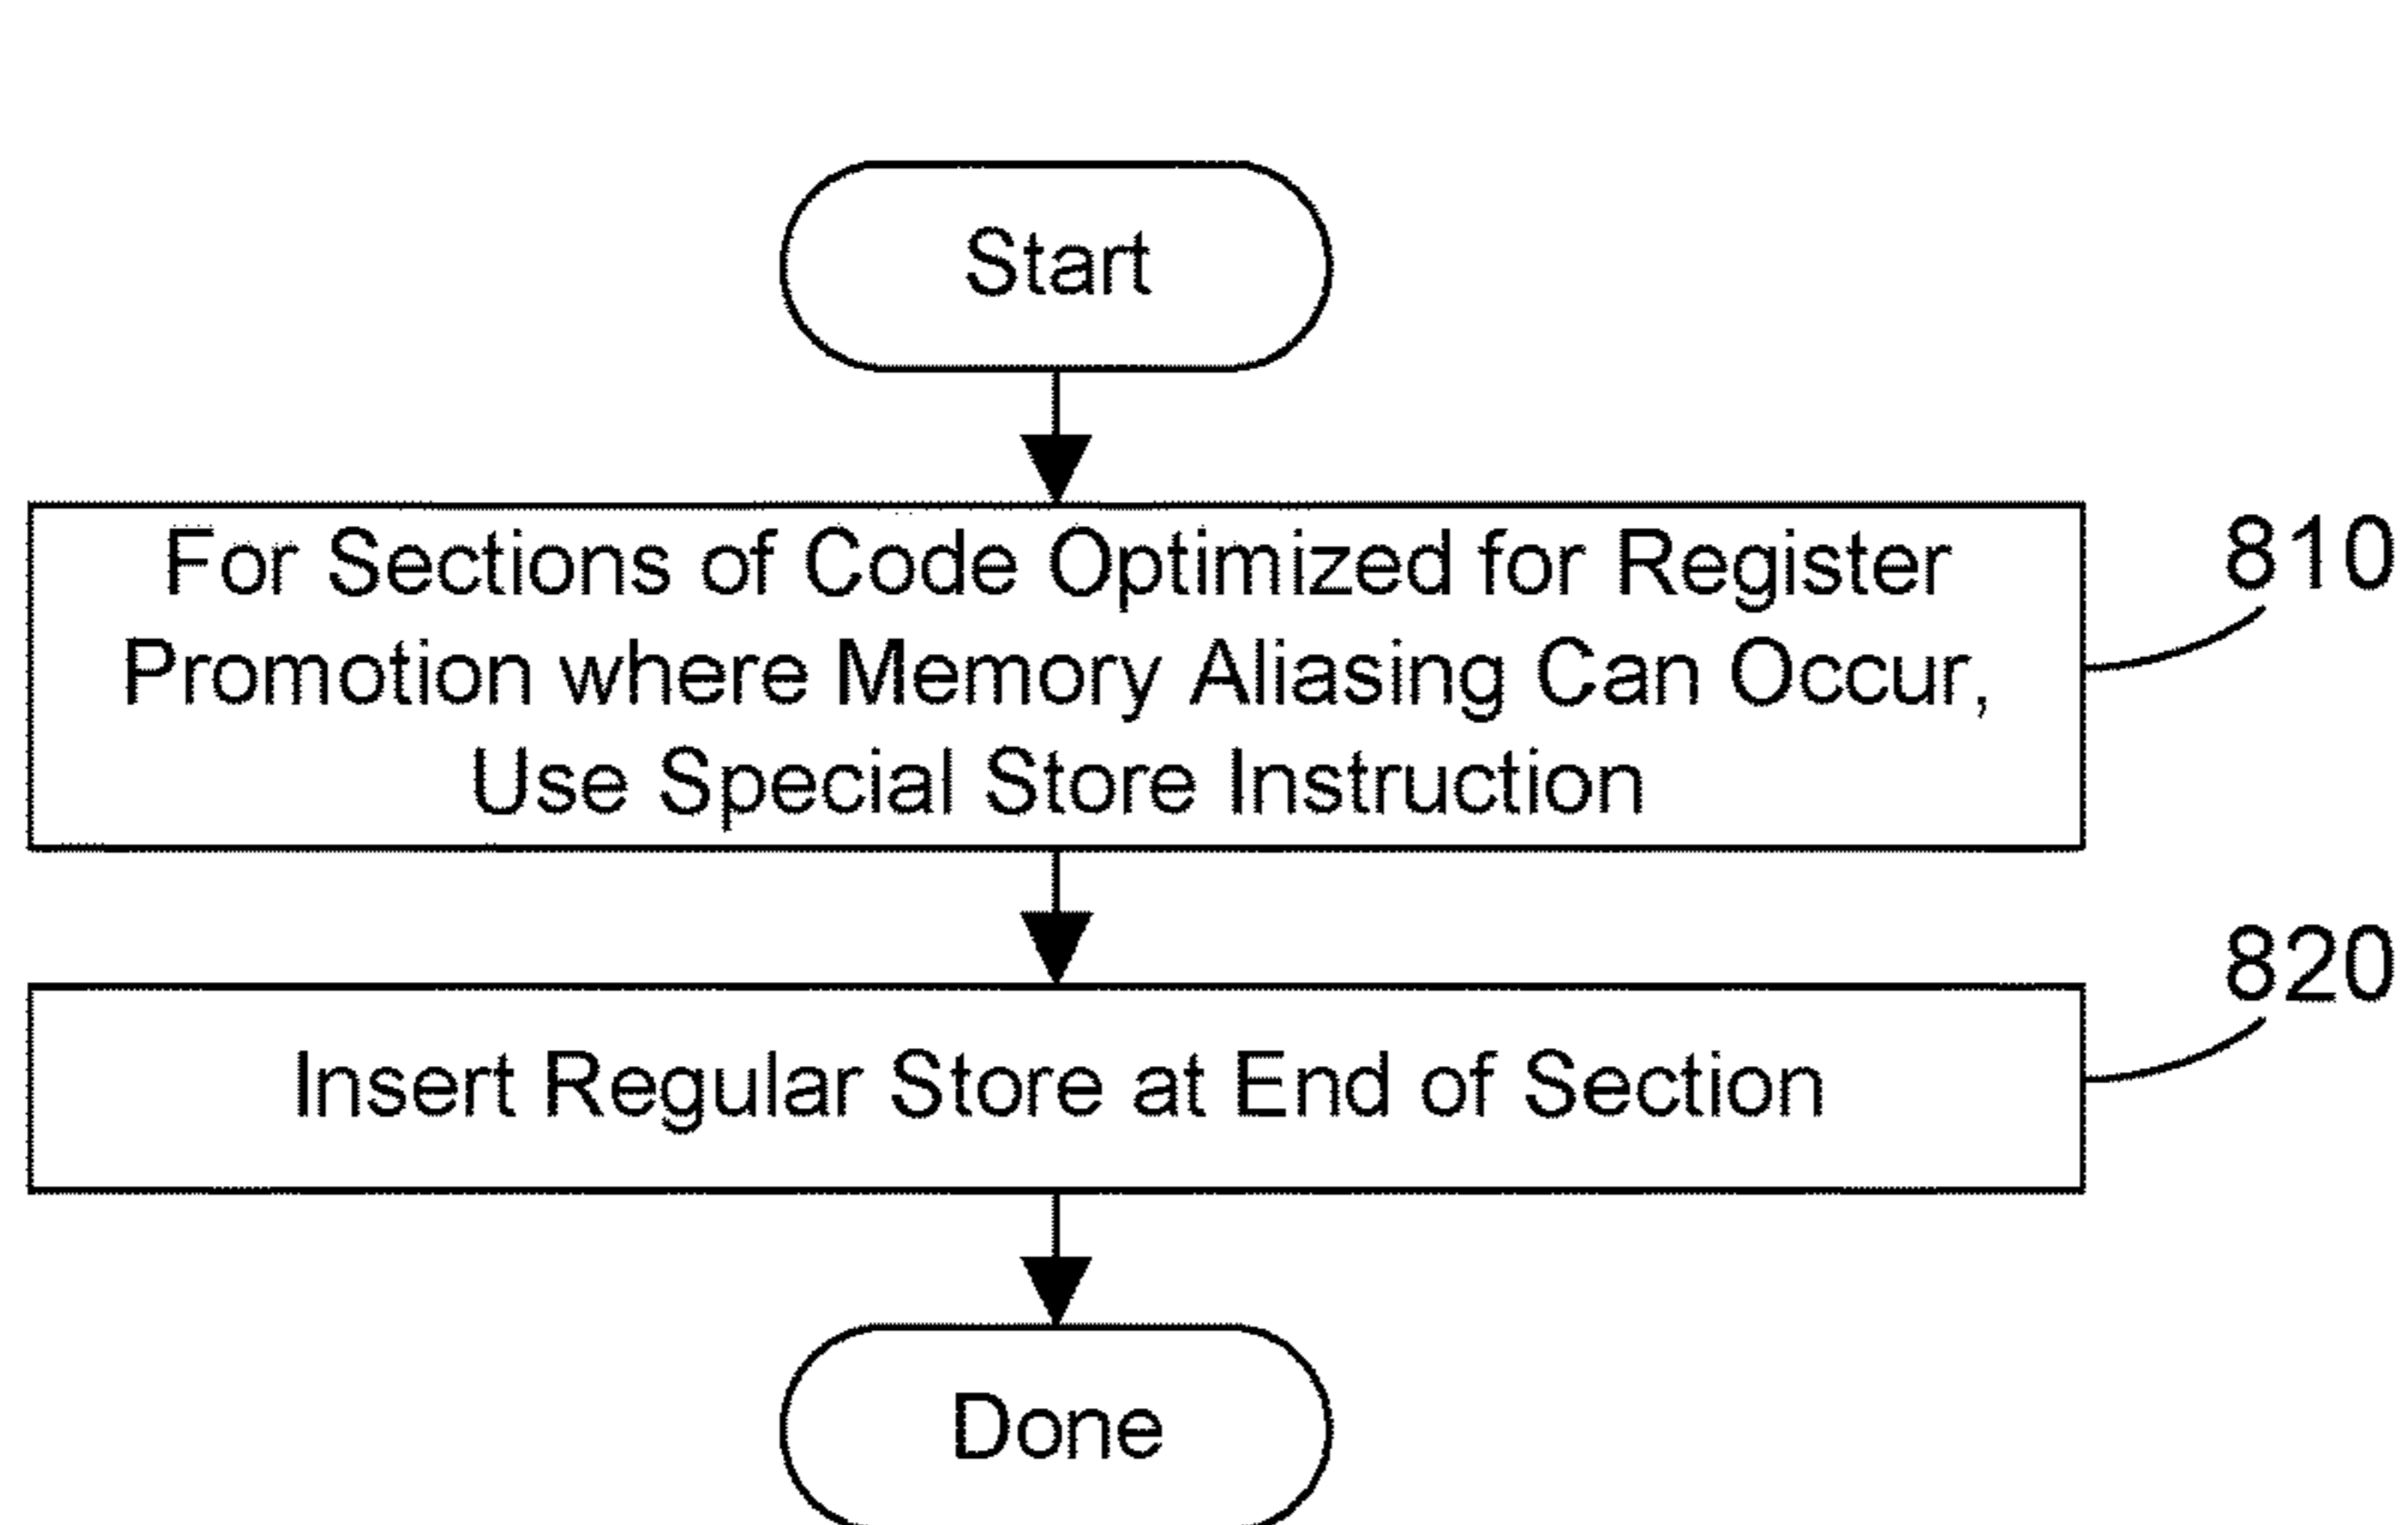 Start
For Sections of Code Optimized for Register
Promotion where Memory Aliasing Can Occur,
Use Special Store Instruction
810
Insert Regular Store at End of Section
820
Done